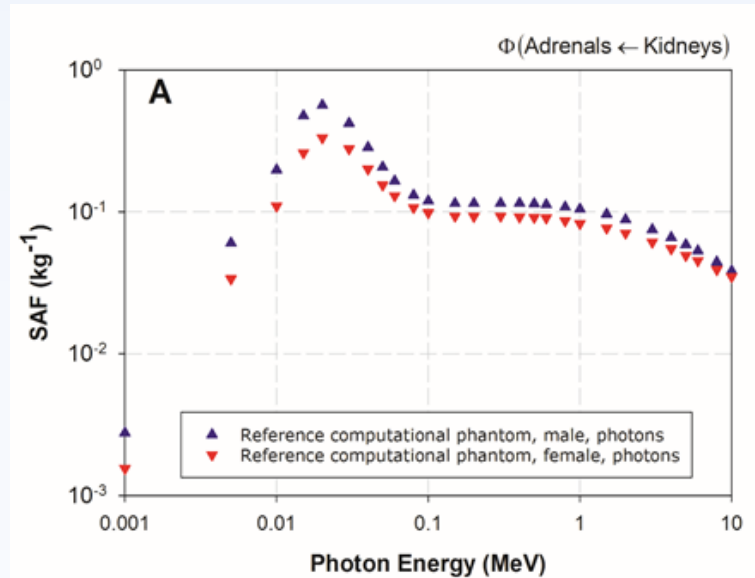 Φ(Adrenals ← Kidneys)
A
10⁰
10⁻¹
10⁻²
10⁻³
SAF (kg⁻¹)
Reference computational phantom, male, photons
Reference computational phantom, female, photons
0.001 0.01 0.1 1 10
Photon Energy (MeV)